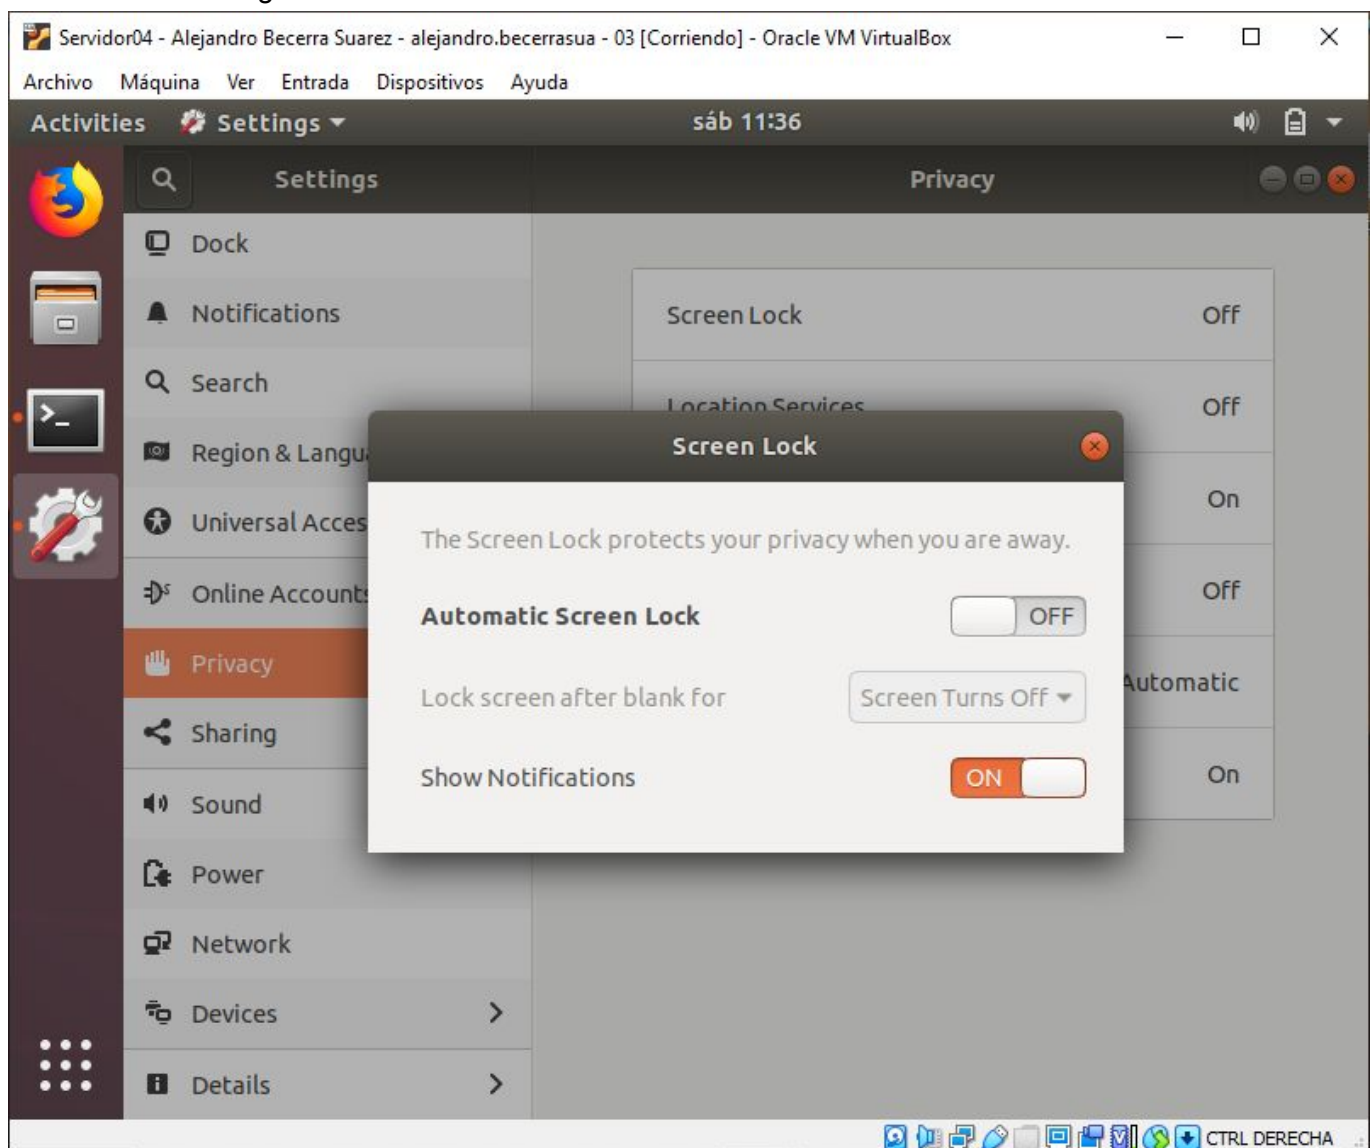 Servidor04 - Alejandro Becerra Suarez - alejandro.becerrasua - 03 [Corriendo] - Oracle VM VirtualBox
Archivo Máquina Ver Entrada Dispositivos Ayuda
Activities Settings sáb 11:36
Settings Privacy
Dock
Notifications
Search
Region & Langu
Universal Acces
Online Accounts
Privacy
Sharing
Sound
Power
Network
Devices
Details
Screen Lock Off
Location Services Off
On
Off
Automatic
On
Screen Lock
The Screen Lock protects your privacy when you are away.
Automatic Screen Lock OFF
Lock screen after blank for Screen Turns Off
Show Notifications ON
CTRL DERECHA